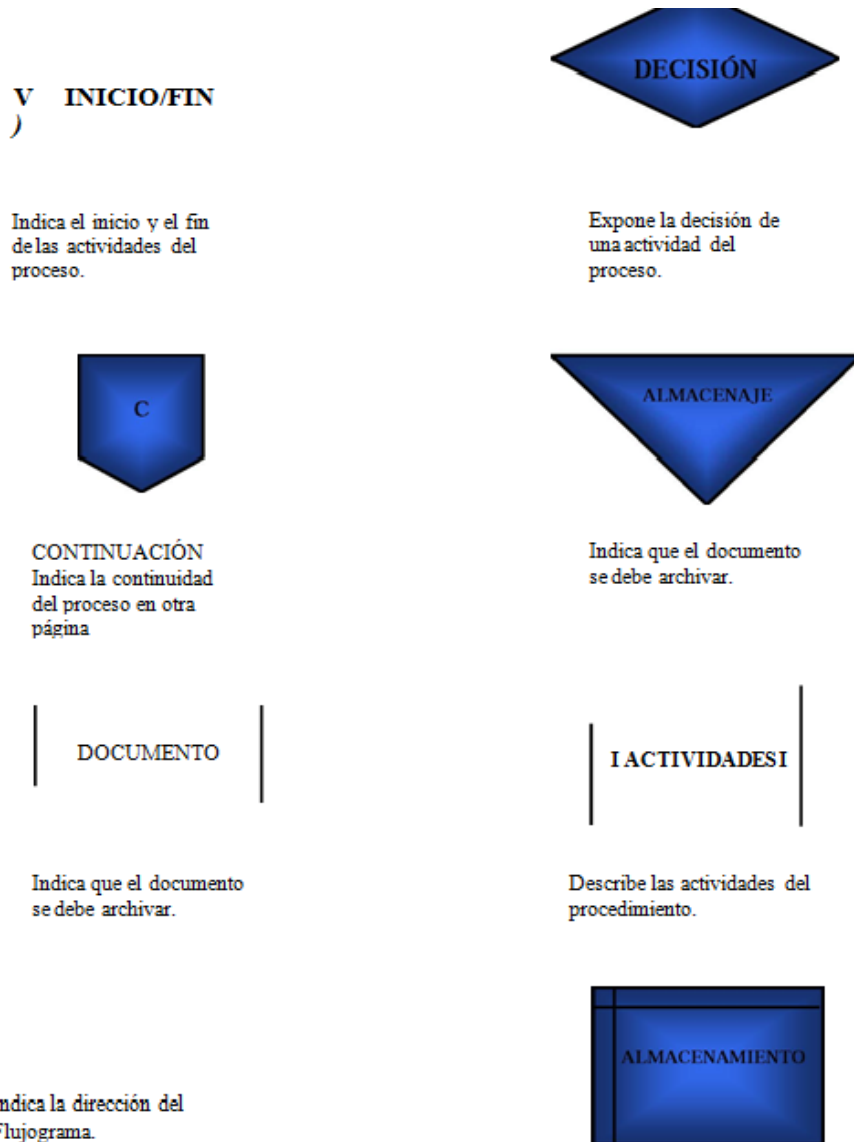 DECISIÓN
V INICIO/FIN
)
Indica el inicio y el fin
de las actividades del
proceso.
Expone la decisión de
una actividad del
proceso.
C
ALMACENAJE
CONTINUACIÓN
Indica la continuidad
del proceso en otra
página
Indica que el documento
se debe archivar.
DOCUMENTO
I ACTIVIDADES I
Indica que el documento
se debe archivar.
Describe las actividades del
procedimiento.
ALMACENAMIENTO
ndica la dirección del
Flujograma.